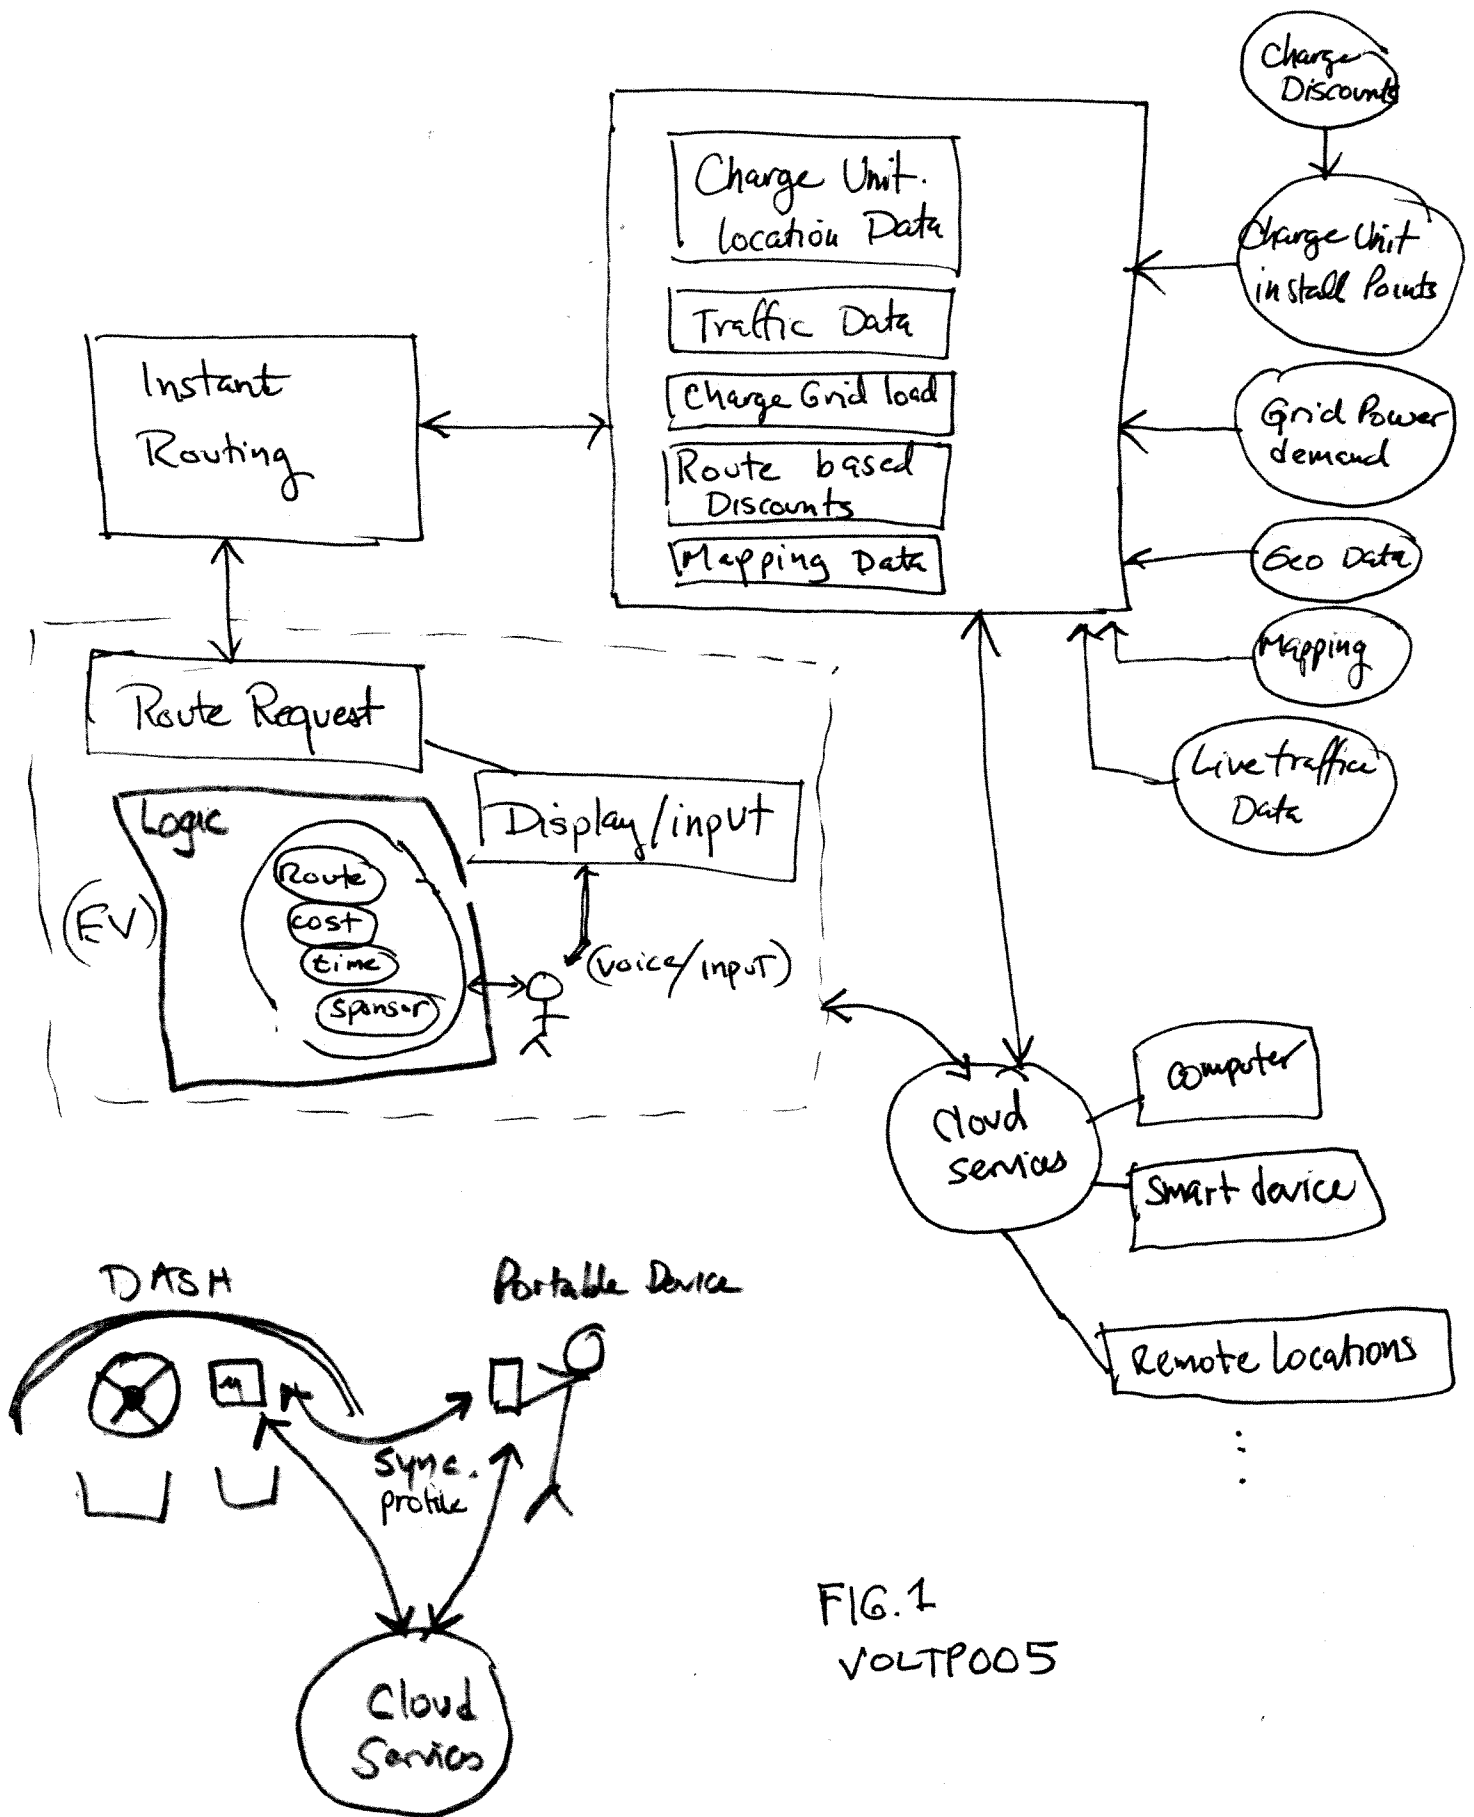 Charge
Discounts
Charge Unit.
location Data
Charge Unit
install Points
Traffic Data
Instant
Routing
Charge Grid load
Grid Power
demand
Route based
Discounts
Mapping Data
Geo Data
Mapping
Route Request
Live traffic
Data
Display/input
Logic
Route
cost
time
sponsor
(EV)
(voice/input)
computer
Cloud
services
smart device
DASH
Portable Device
Remote locations
sync.
profile
FIG. 1
VOLTP005
Cloud
Services